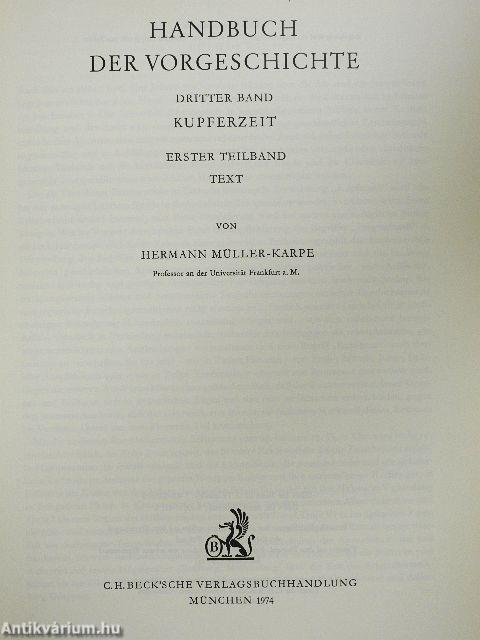 HANDBUCH
DER VORGESCHICHTE
DRITTER BAND
KUPFERZEIT
ERSTER TEILBAND
TEXT
VON
HERMANN MÜLLER-KARPE
Professor an der Universität Frankfurt a. M.
B
C.H.BECK'SCHE VERLAGSBUCHHANDLUNG
MÜNCHEN 1974
Antikvárium.hu